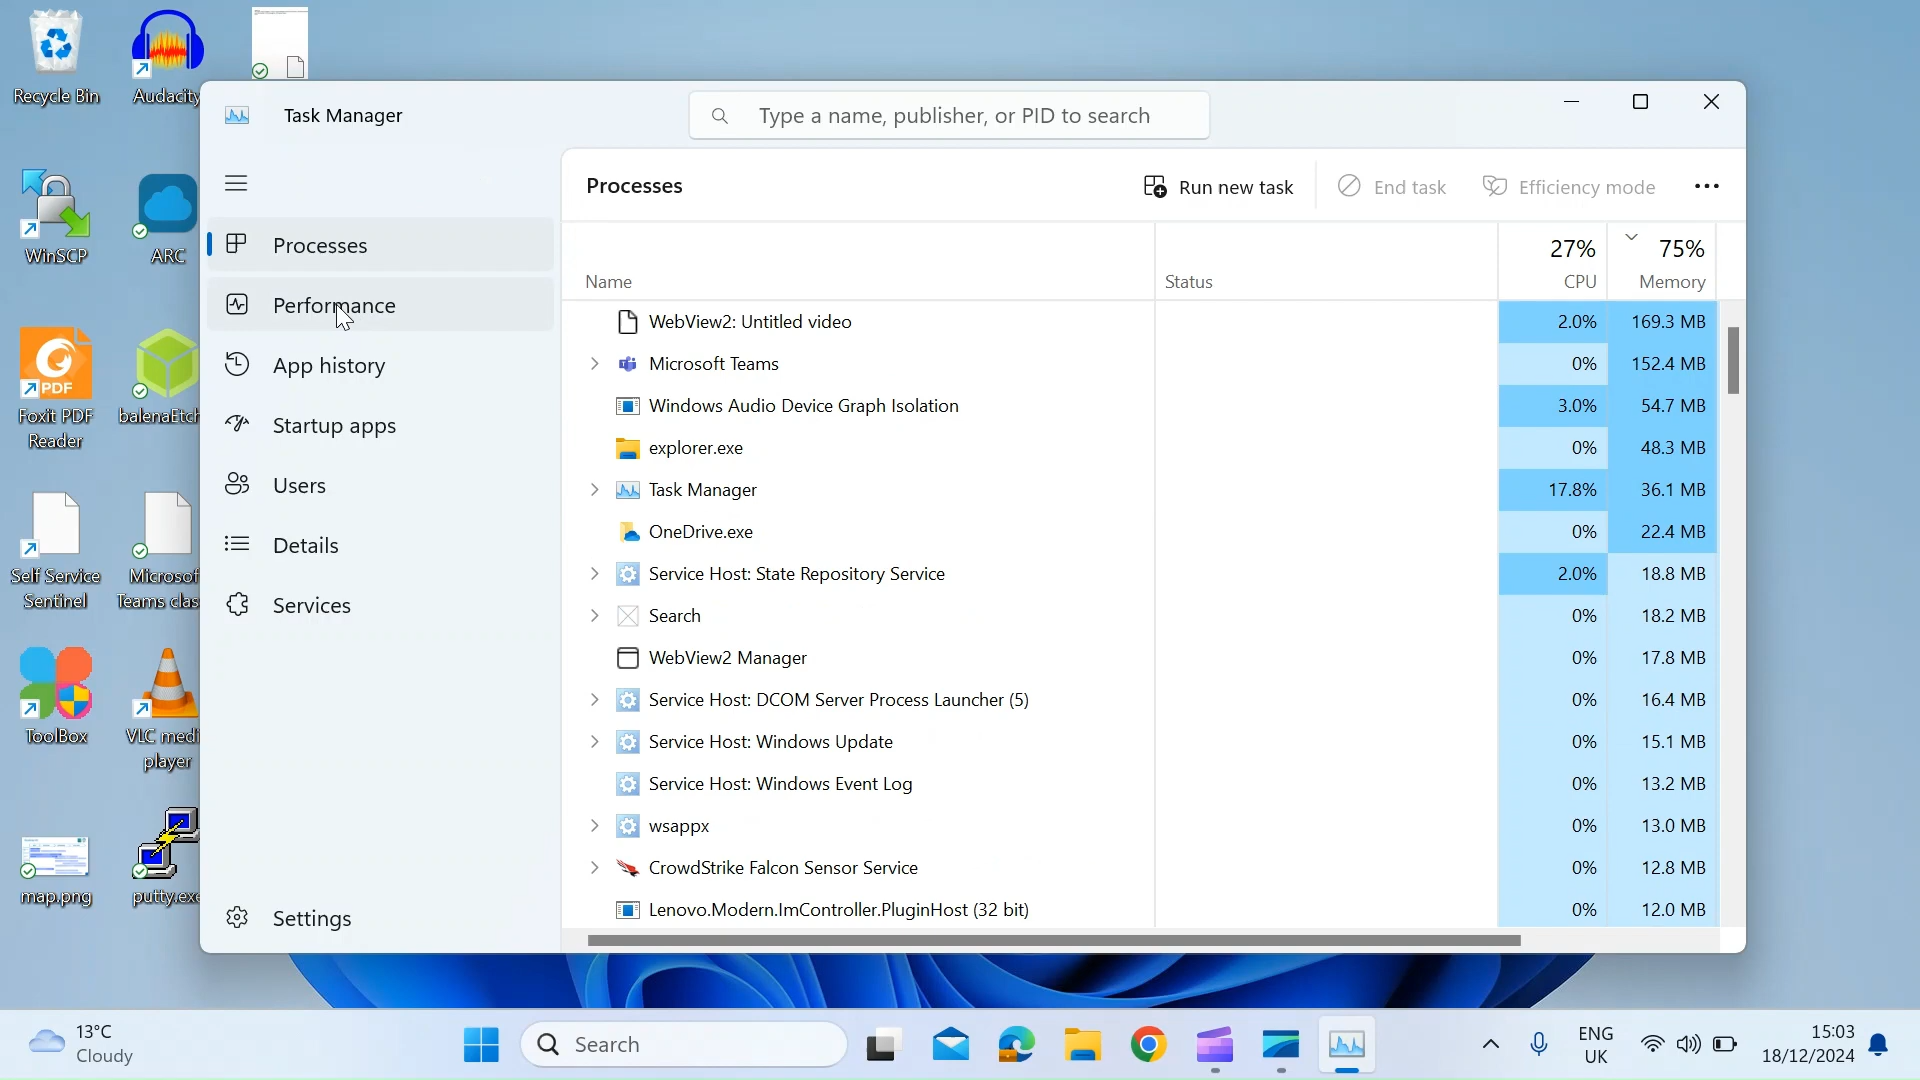 Recycle Bin
Audacity
WinSCP
ARC
PDF
Foxit PDF
Reader
balenaEtch
Self Service
Sentinel
Microsof
Teams clas
ToolBox
VLC medi
player
map.png
putty.exe
Task Manager
Type a name, publisher, or PID to search
Processes
Performance
App history
Startup apps
Users
Details
Services
Settings
Processes
Run new task
End task
Efficiency mode
27% 75%
Name Status CPU Memory
WebView2: Untitled video 2.0% 169.3 MB
Microsoft Teams 0% 152.4 MB
Windows Audio Device Graph Isolation 3.0% 54.7 MB
explorer.exe 0% 48.3 MB
Task Manager 17.8% 36.1 MB
OneDrive.exe 0% 22.4 MB
Service Host: State Repository Service 2.0% 18.8 MB
Search 0% 18.2 MB
WebView2 Manager 0% 17.8 MB
Service Host: DCOM Server Process Launcher (5) 0% 16.4 MB
Service Host: Windows Update 0% 15.1 MB
Service Host: Windows Event Log 0% 13.2 MB
wsappx 0% 13.0 MB
CrowdStrike Falcon Sensor Service 0% 12.8 MB
Lenovo.Modern.ImController.PluginHost (32 bit) 0% 12.0 MB
13°C
Cloudy
Search
ENG
UK
15:03
18/12/2024